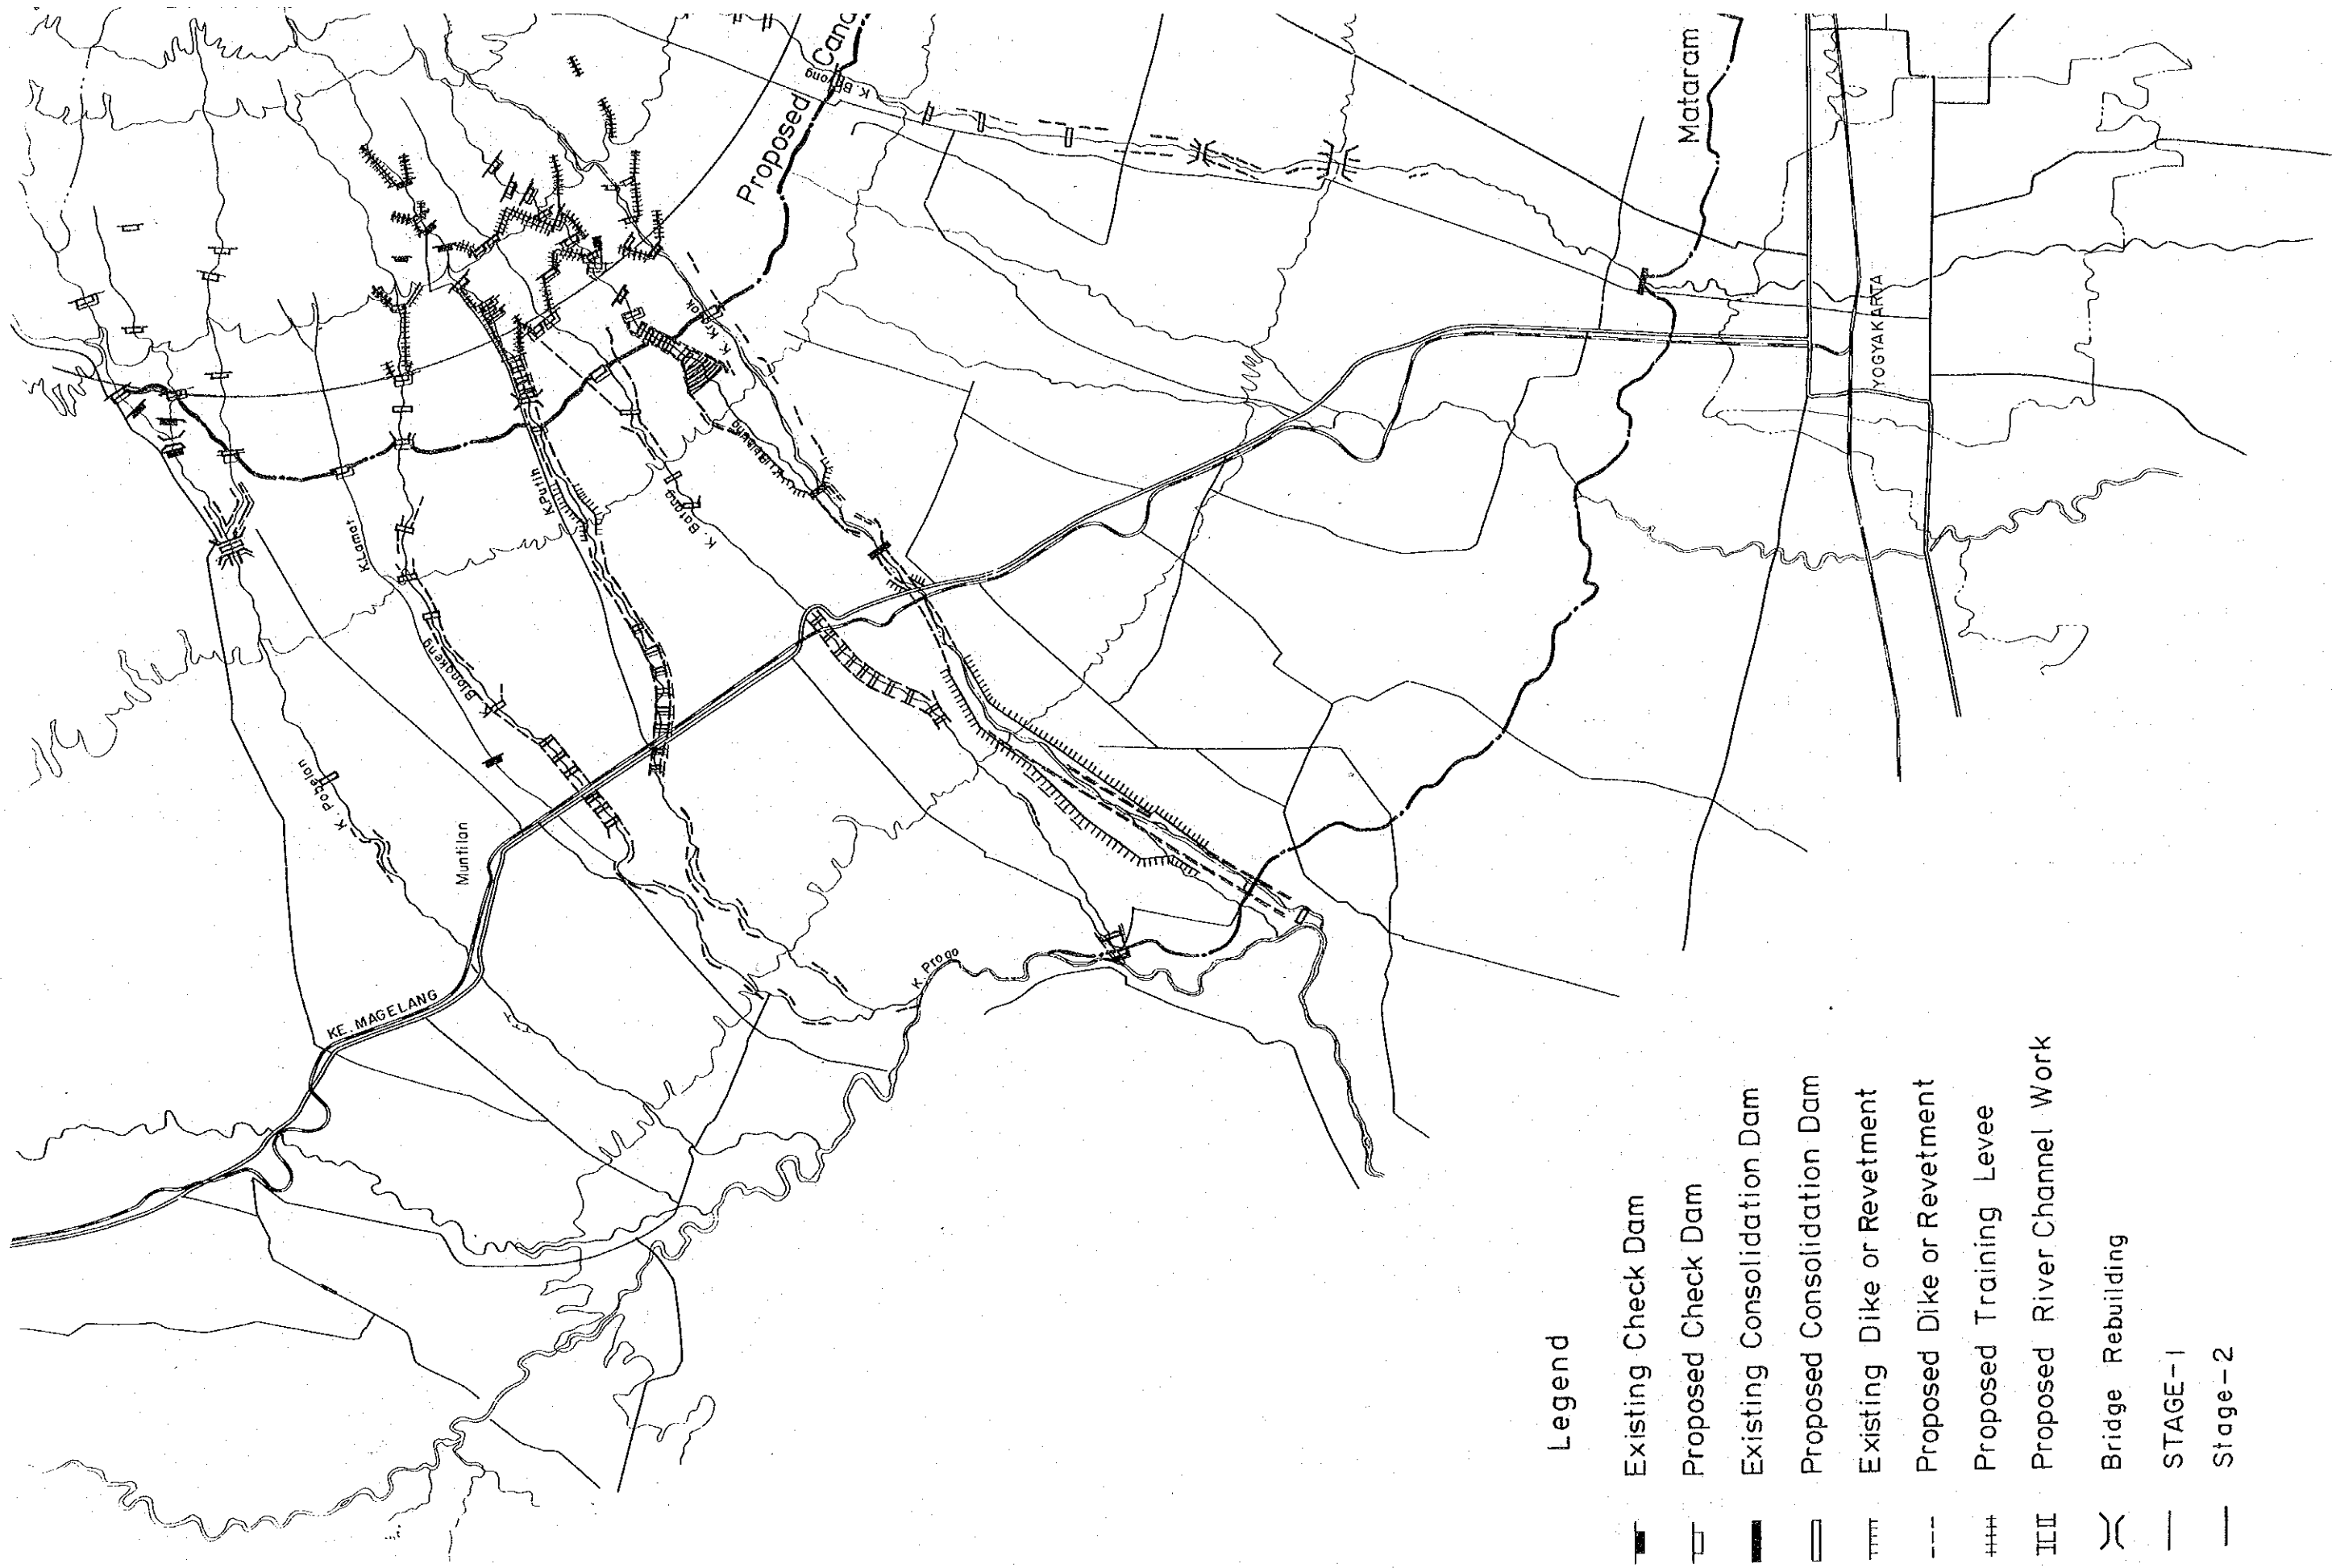 Proposed Cana
K. Boyong
Mataram
YOGYAKARTA
K. Krasak
K. Batang
K. Putih
K. Lamat
K. Blongkeng
K. Pabelan
Muntilan
KE. MAGELANG
K. Progo
Legend
Existing Check Dam
Proposed Check Dam
Existing Consolidation Dam
Proposed Consolidation Dam
Existing Dike or Revetment
Proposed Dike or Revetment
Proposed Training Levee
Proposed River Channel Work
Bridge Rebuilding
STAGE-1
Stage-2